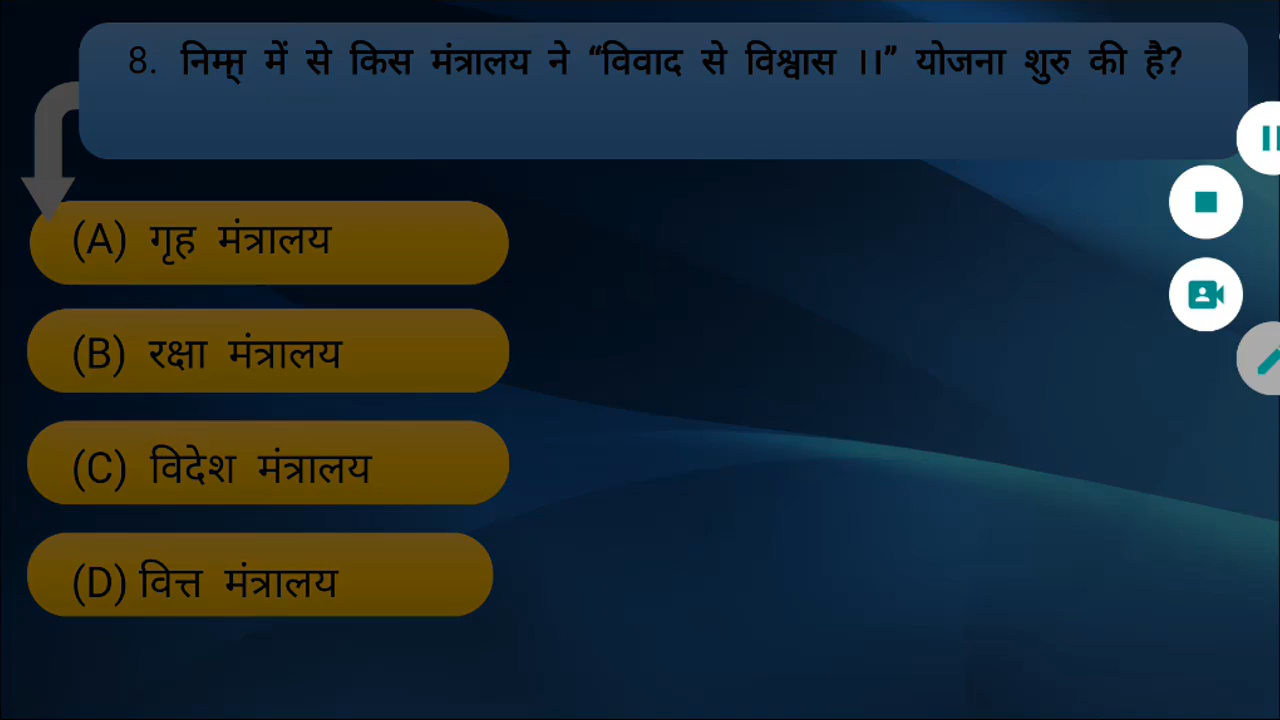 8. निम्म् में से किस मंत्रालय ने “विवाद से विश्वास ।।” योजना शुरु की है?
(A) गृह मंत्रालय
(B) रक्षा मंत्रालय
(C) विदेश मंत्रालय
(D) वित्त मंत्रालय